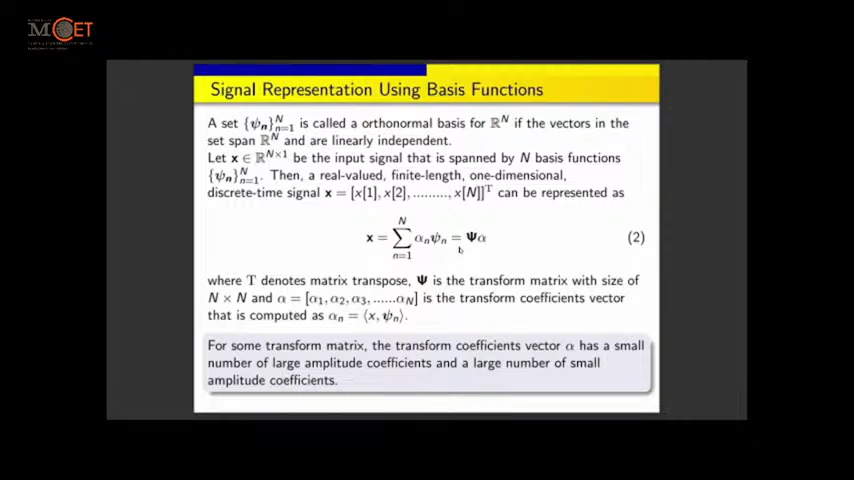 MCET
Signal Representation Using Basis Functions
A set {ψₙ}ᴺₙ₌₁ is called a orthonormal basis for ℝᴺ if the vectors in the
set span ℝᴺ and are linearly independent.
Let x ∈ ℝᴺˣ¹ be the input signal that is spanned by N basis functions
{ψₙ}ᴺₙ₌₁. Then, a real-valued, finite-length, one-dimensional,
discrete-time signal x = [x[1], x[2], ........., x[N]]ᵀ can be represented as
x = ∑ᴺₙ₌₁ αₙψₙ = Ψα (2)
where T denotes matrix transpose, Ψ is the transform matrix with size of
N × N and α = [α₁, α₂, α₃, ......αN] is the transform coefficients vector
that is computed as αₙ = ⟨x, ψₙ⟩.
For some transform matrix, the transform coefficients vector α has a small
number of large amplitude coefficients and a large number of small
amplitude coefficients.